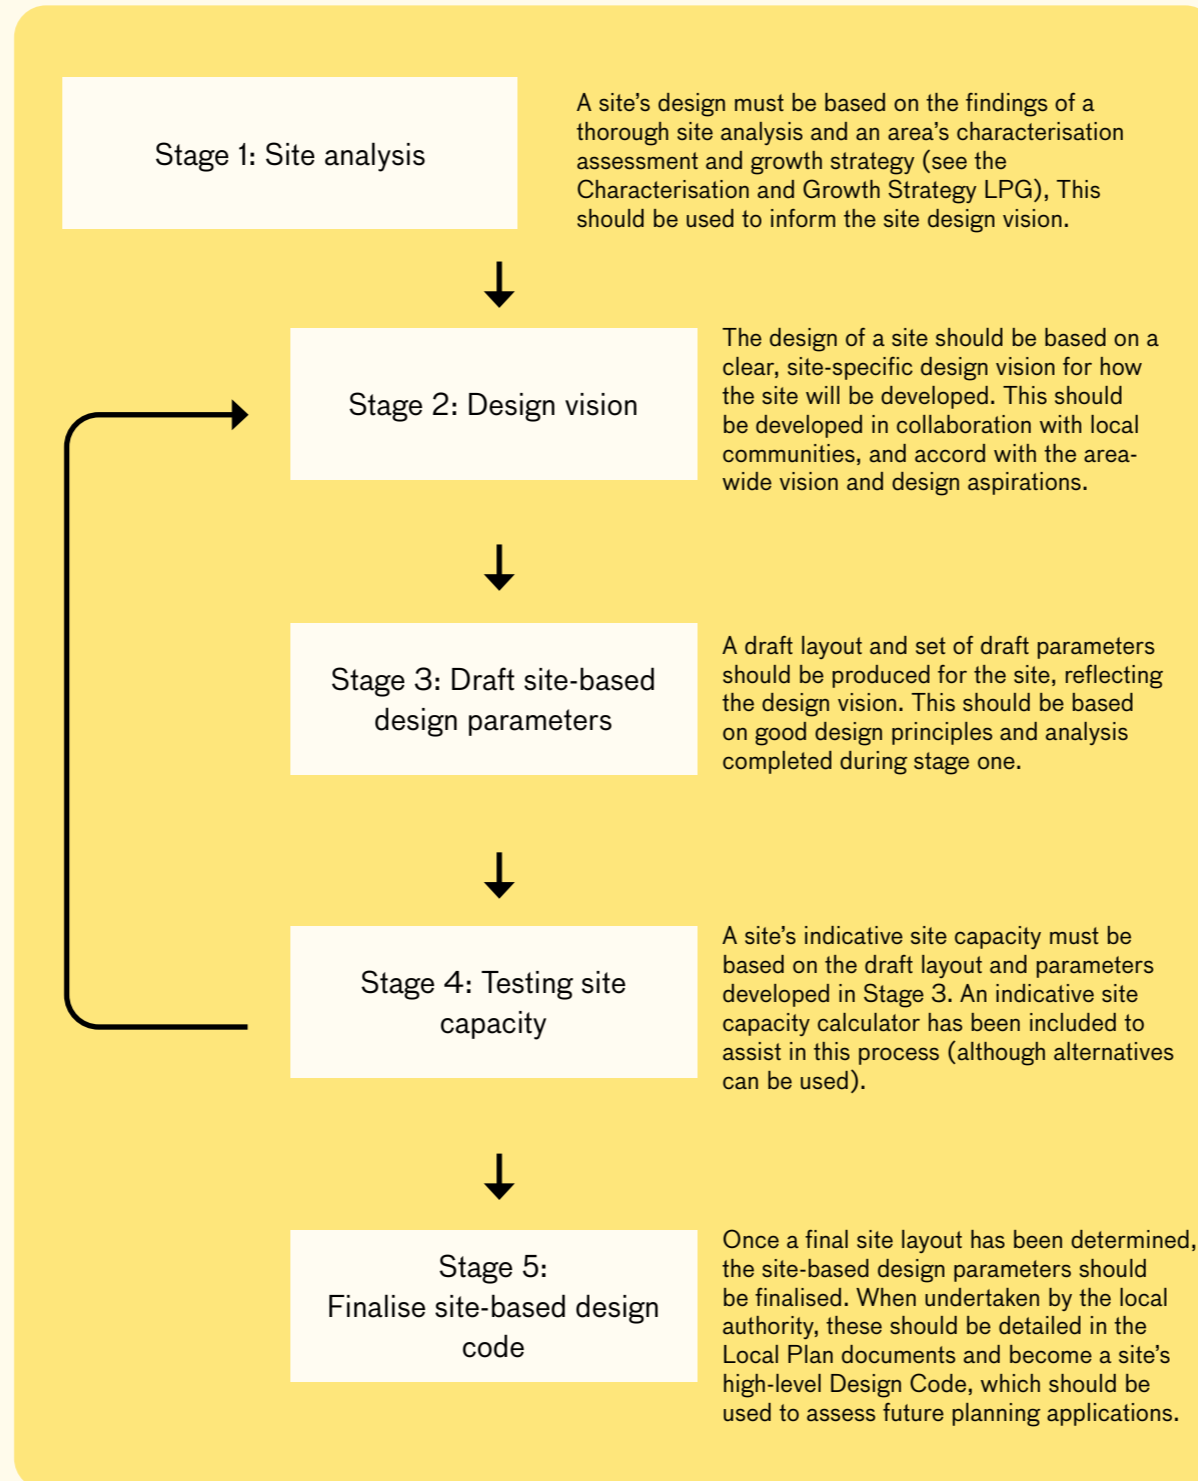 Stage 1: Site analysis
A site’s design must be based on the findings of a
thorough site analysis and an area’s characterisation
assessment and growth strategy (see the
Characterisation and Growth Strategy LPG), This
should be used to inform the site design vision.
Stage 2: Design vision
The design of a site should be based on a
clear, site-specific design vision for how
the site will be developed. This should
be developed in collaboration with local
communities, and accord with the area-
wide vision and design aspirations.
Stage 3: Draft site-based
design parameters
A draft layout and set of draft parameters
should be produced for the site, reflecting
the design vision. This should be based
on good design principles and analysis
completed during stage one.
Stage 4: Testing site
capacity
A site’s indicative site capacity must be
based on the draft layout and parameters
developed in Stage 3. An indicative site
capacity calculator has been included to
assist in this process (although alternatives
can be used).
Stage 5:
Finalise site-based design
code
Once a final site layout has been determined,
the site-based design parameters should
be finalised. When undertaken by the local
authority, these should be detailed in the
Local Plan documents and become a site’s
high-level Design Code, which should be
used to assess future planning applications.